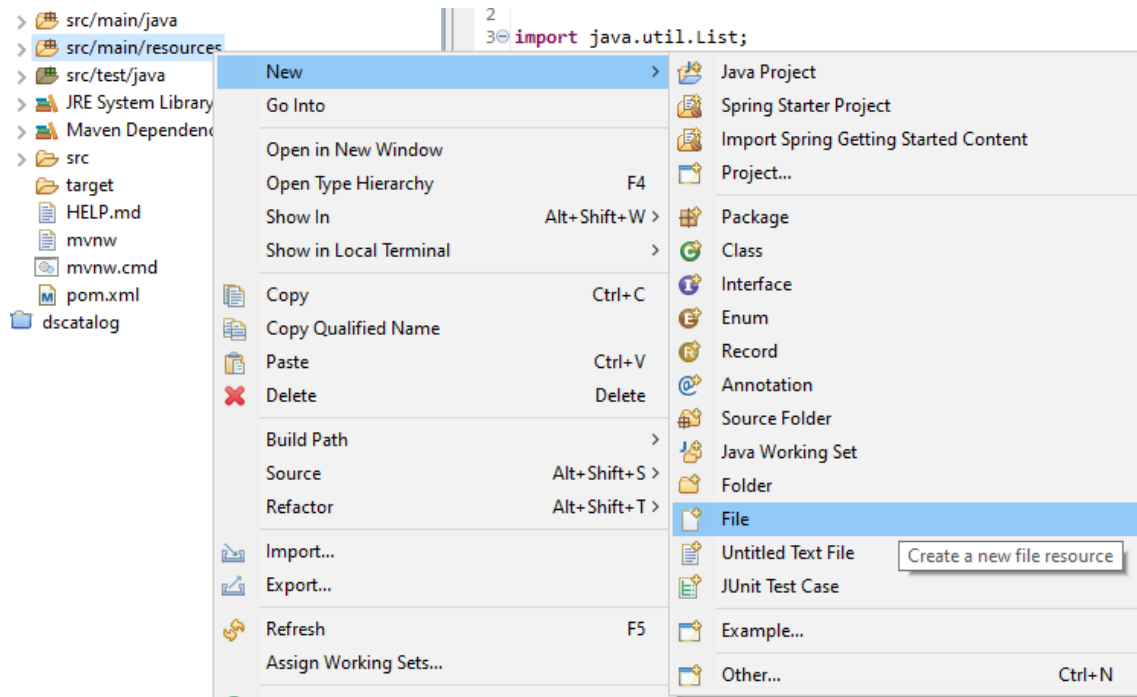 src/main/java
src/main/resources
src/test/java
JRE System Library
Maven
src
target
HELP.md
mvnw
mvnw.cmd
pom.xml
dscatalog
2
3 import java.util.List;
New
Go Into
Open in New Window
Open Type Hierarchy F4
Show In Alt+Shift+W >
Show in Local Terminal >
Copy Ctrl+C
Copy Qualified Name
Paste Ctrl+V
Delete Delete
Build Path >
Source Alt+Shift+S >
Refactor Alt+Shift+T >
Import...
Export...
Refresh F5
Assign Working Sets...
Java Project
Spring Starter Project
Import Spring Getting Started Content
Project...
Package
Class
Interface
Enum
Record
Annotation
Source Folder
Java Working Set
Folder
File
Untitled Text File
Create a new file resource
JUnit Test Case
Example...
Other... Ctrl+N